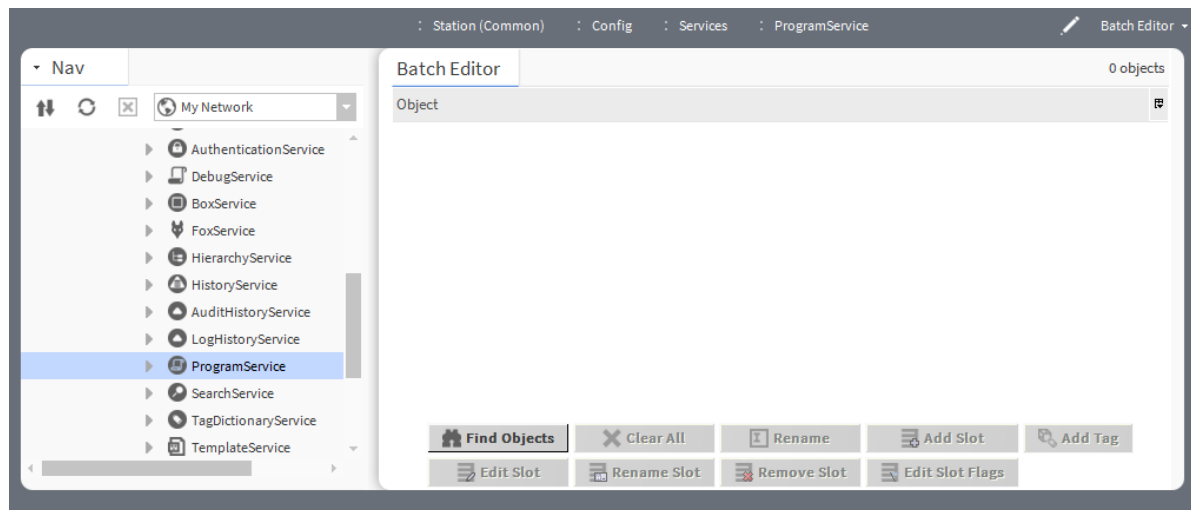 : Station (Common) : Config : Services : ProgramService Batch Editor
Nav
My Network
AuthenticationService
DebugService
BoxService
FoxService
HierarchyService
HistoryService
AuditHistoryService
LogHistoryService
ProgramService
SearchService
TagDictionaryService
TemplateService
Batch Editor 0 objects
Object
Find Objects Clear All Rename Add Slot Add Tag
Edit Slot Rename Slot Remove Slot Edit Slot Flags